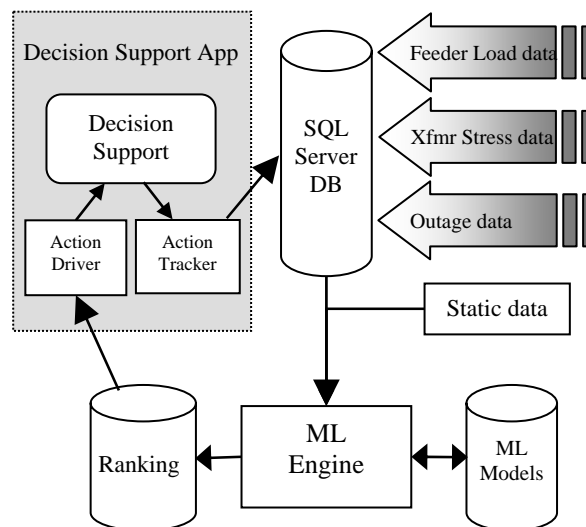 Decision Support App
Decision
Support
Action
Driver
Action
Tracker
SQL
Server
DB
Feeder Load data
Xfmr Stress data
Outage data
Static data
Ranking
ML
Engine
ML
Models